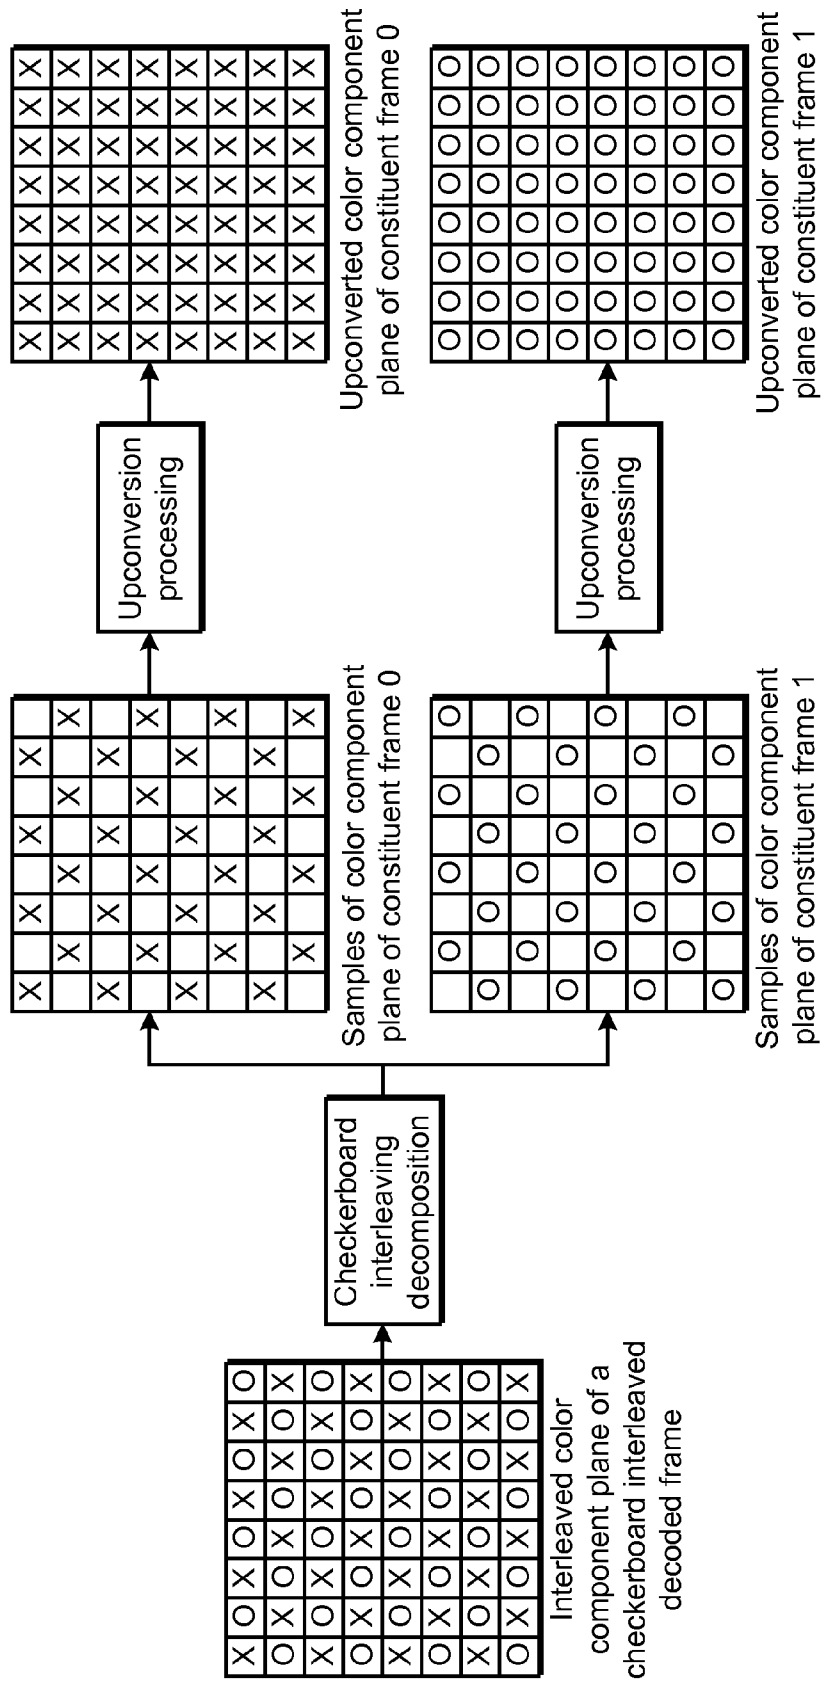 X O X O X O X O
O X O X O X O X
X O X O X O X O
O X O X O X O X
X O X O X O X O
O X O X O X O X
X O X O X O X O
O X O X O X O X
Interleaved color
component plane of a
checkerboard interleaved
decoded frame
Checkerboard
interleaving
decomposition
X X X X
X X X X
X X X X
X X X X
X X X X
X X X X
X X X X
X X X X
Samples of color component
plane of constituent frame 0
Upconversion
processing
X X X X X X X X
X X X X X X X X
X X X X X X X X
X X X X X X X X
X X X X X X X X
X X X X X X X X
X X X X X X X X
X X X X X X X X
Upconverted color component
plane of constituent frame 0
O O O O
O O O O
O O O O
O O O O
O O O O
O O O O
O O O O
O O O O
Samples of color component
plane of constituent frame 1
Upconversion
processing
O O O O O O O O
O O O O O O O O
O O O O O O O O
O O O O O O O O
O O O O O O O O
O O O O O O O O
O O O O O O O O
O O O O O O O O
Upconverted color component
plane of constituent frame 1